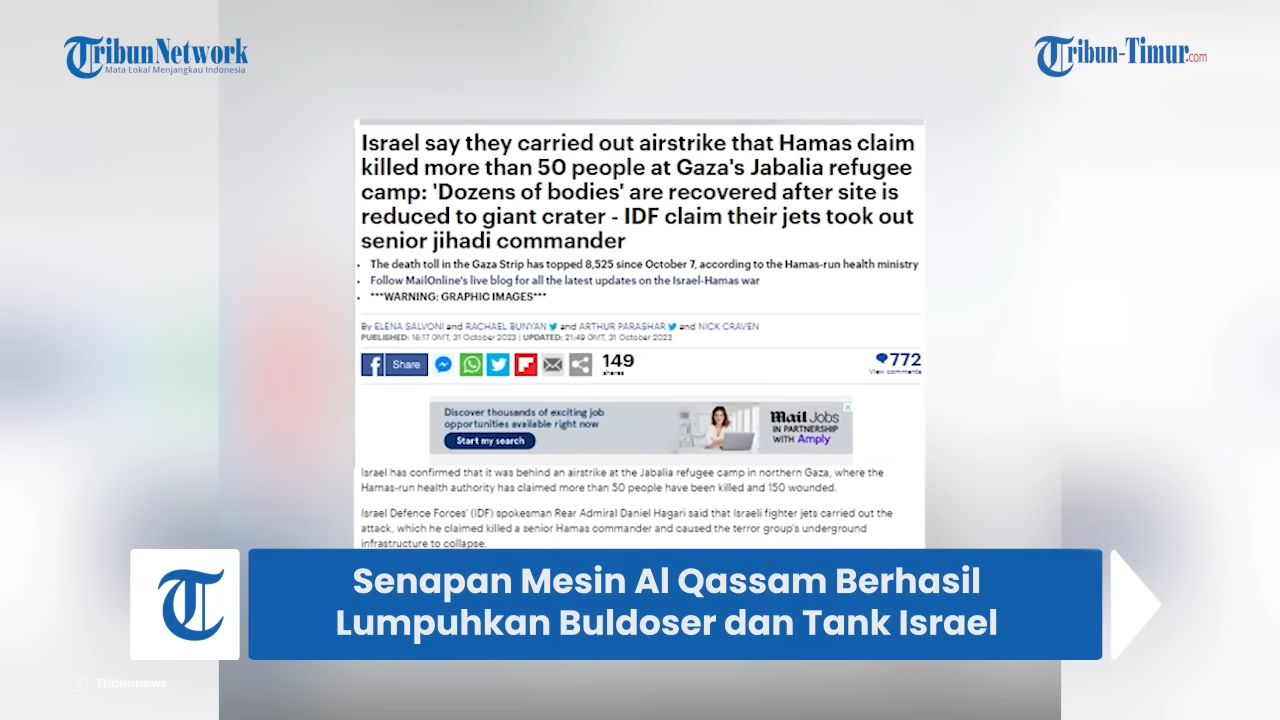 TribunNetwork
Mata Lokal Menjangkau Indonesia
Tribun-Timur.com
Israel say they carried out airstrike that Hamas claim
killed more than 50 people at Gaza's Jabalia refugee
camp: 'Dozens of bodies' are recovered after site is
reduced to giant crater - IDF claim their jets took out
senior jihadi commander
• The death toll in the Gaza Strip has topped 8,525 since October 7, according to the Hamas-run health ministry
• Follow MailOnline's live blog for all the latest updates on the Israel-Hamas war
• ***WARNING: GRAPHIC IMAGES***
By ELENA SALVONI and RACHAEL BUNYAN and ARTHUR PARASHAR and NICK CRAVEN
PUBLISHED: 16:17 GMT, 31 October 2023 | UPDATED: 21:49 GMT, 31 October 2023
f Share
149
shares
772
View comments
Discover thousands of exciting job
opportunities available right now
Start my search
Mail Jobs
IN PARTNERSHIP
WITH Amply
Israel has confirmed that it was behind an airstrike at the Jabalia refugee camp in northern Gaza, where the
Hamas-run health authority has claimed more than 50 people have been killed and 150 wounded.
Israel Defence Forces' (IDF) spokesman Rear Admiral Daniel Hagari said that Israeli fighter jets carried out the
attack, which he claimed killed a senior Hamas commander and caused the terror group's underground
infrastructure to collapse.
T
Senapan Mesin Al Qassam Berhasil
Lumpuhkan Buldoser dan Tank Israel
Tribunnews